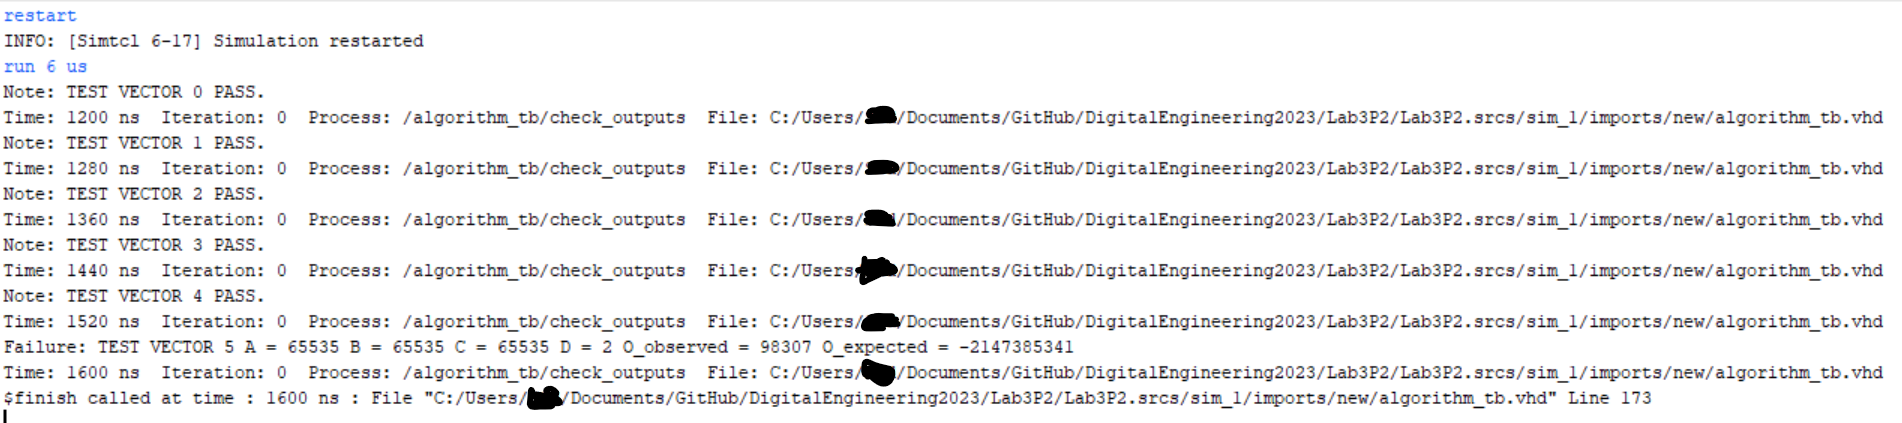 restart
INFO: [Simtcl 6-17] Simulation restarted
run 6 us
Note: TEST VECTOR 0 PASS.
Time: 1200 ns  Iteration: 0  Process: /algorithm_tb/check_outputs  File: C:/Users/ /Documents/GitHub/DigitalEngineering2023/Lab3P2/Lab3P2.srcs/sim_1/imports/new/algorithm_tb.vhd
Note: TEST VECTOR 1 PASS.
Time: 1280 ns  Iteration: 0  Process: /algorithm_tb/check_outputs  File: C:/Users/ /Documents/GitHub/DigitalEngineering2023/Lab3P2/Lab3P2.srcs/sim_1/imports/new/algorithm_tb.vhd
Note: TEST VECTOR 2 PASS.
Time: 1360 ns  Iteration: 0  Process: /algorithm_tb/check_outputs  File: C:/Users/ /Documents/GitHub/DigitalEngineering2023/Lab3P2/Lab3P2.srcs/sim_1/imports/new/algorithm_tb.vhd
Note: TEST VECTOR 3 PASS.
Time: 1440 ns  Iteration: 0  Process: /algorithm_tb/check_outputs  File: C:/Users /Documents/GitHub/DigitalEngineering2023/Lab3P2/Lab3P2.srcs/sim_1/imports/new/algorithm_tb.vhd
Note: TEST VECTOR 4 PASS.
Time: 1520 ns  Iteration: 0  Process: /algorithm_tb/check_outputs  File: C:/Users/ /Documents/GitHub/DigitalEngineering2023/Lab3P2/Lab3P2.srcs/sim_1/imports/new/algorithm_tb.vhd
Failure: TEST VECTOR 5 A = 65535 B = 65535 C = 65535 D = 2 O_observed = 98307 O_expected = -2147385341
Time: 1600 ns  Iteration: 0  Process: /algorithm_tb/check_outputs  File: C:/Users/ /Documents/GitHub/DigitalEngineering2023/Lab3P2/Lab3P2.srcs/sim_1/imports/new/algorithm_tb.vhd
$finish called at time : 1600 ns : File "C:/Users/ /Documents/GitHub/DigitalEngineering2023/Lab3P2/Lab3P2.srcs/sim_1/imports/new/algorithm_tb.vhd" Line 173